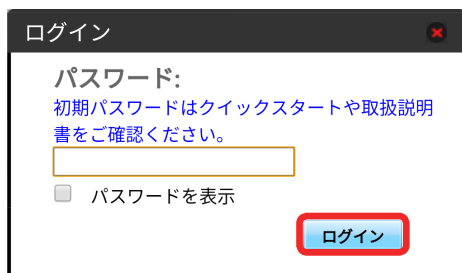 ログイン
パスワード:
初期パスワードはクイックスタートや取扱説明
書をご確認ください。
パスワードを表示
ログイン